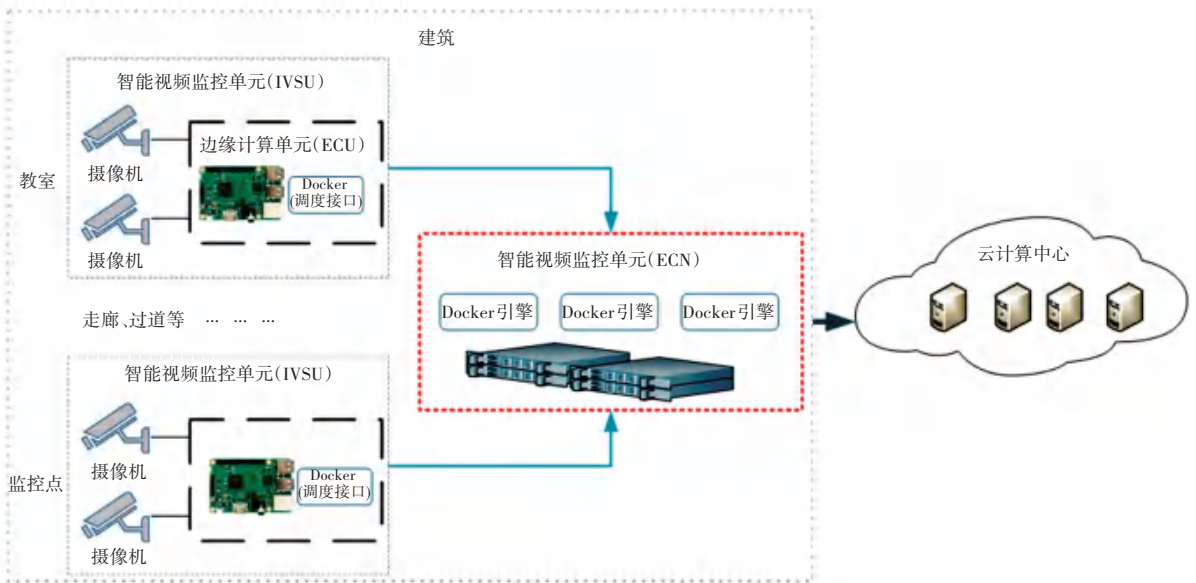 建筑
智能视频监控单元(IVSU)
边缘计算单元(ECU)
摄像机
Docker
(调度接口)
教室
摄像机
智能视频监控单元(ECN)
Docker引擎
Docker引擎
Docker引擎
云计算中心
走廊、过道等 … … …
智能视频监控单元(IVSU)
摄像机
Docker
(调度接口)
监控点
摄像机